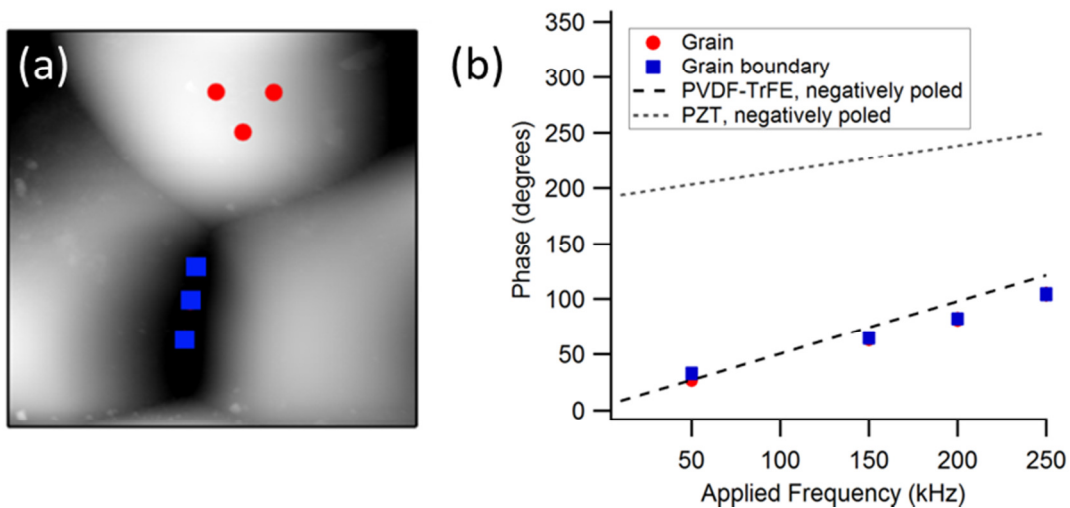 (a)
(b)
350
300
250
200
150
100
50
0
Phase (degrees)
Grain
Grain boundary
PVDF-TrFE, negatively poled
PZT, negatively poled
50 100 150 200 250
Applied Frequency (kHz)